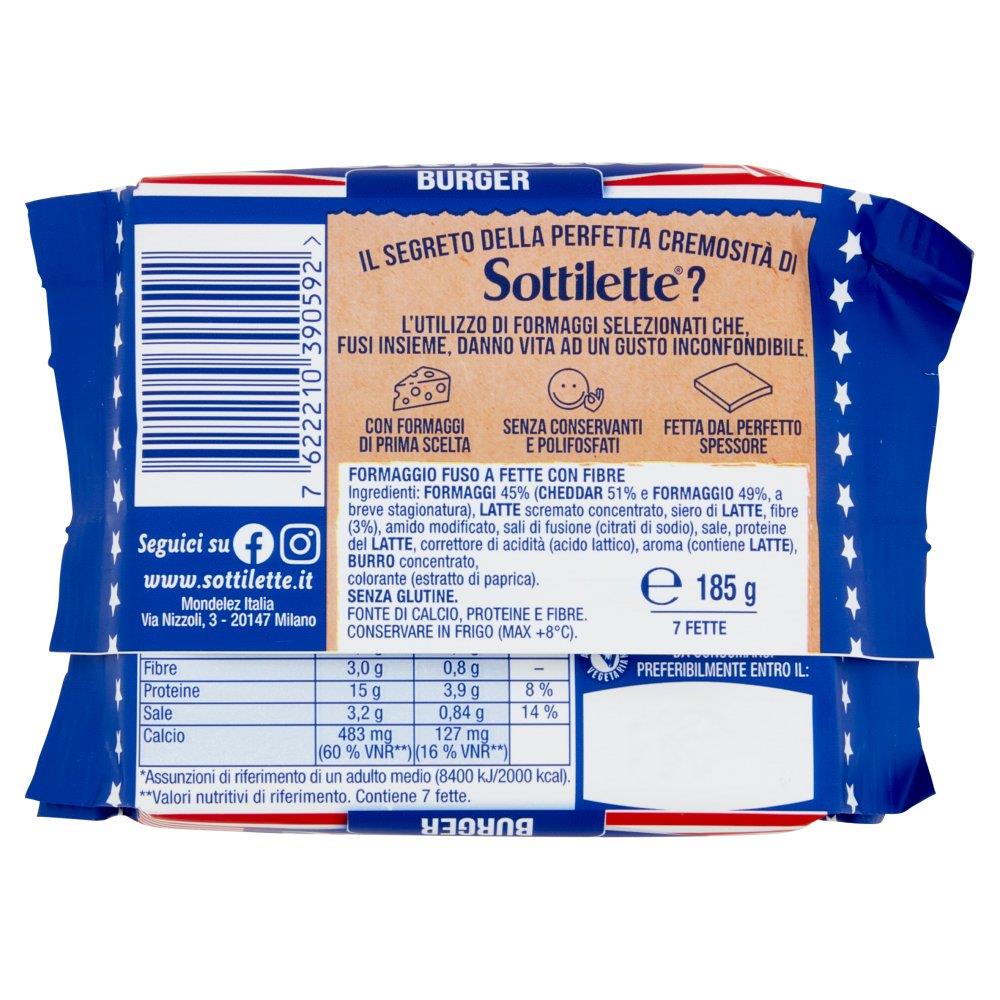 BURGER
7 622210 390592 >
IL SEGRETO DELLA PERFETTA CREMOSITÀ DI
Sottilette®?
L'UTILIZZO DI FORMAGGI SELEZIONATI CHE,
FUSI INSIEME, DANNO VITA AD UN GUSTO INCONFONDIBILE.
CON FORMAGGI
DI PRIMA SCELTA
SENZA CONSERVANTI
E POLIFOSFATI
FETTA DAL PERFETTO
SPESSORE
FORMAGGIO FUSO A FETTE CON FIBRE
Ingredienti: FORMAGGI 45% (CHEDDAR 51% e FORMAGGIO 49%, a
breve stagionatura), LATTE scremato concentrato, siero di LATTE, fibre
(3%), amido modificato, sali di fusione (citrati di sodio), sale, proteine
del LATTE, correttore di acidità (acido lattico), aroma (contiene LATTE),
BURRO concentrato,
colorante (estratto di paprica).
SENZA GLUTINE.
FONTE DI CALCIO, PROTEINE E FIBRE.
CONSERVARE IN FRIGO (MAX +8°C).
e 185 g
7 FETTE
Seguici su
www.sottilette.it
Mondelez Italia
Via Nizzoli, 3 - 20147 Milano
Fibre 3,0 g 0,8 g –
Proteine 15 g 3,9 g 8 %
Sale 3,2 g 0,84 g 14 %
Calcio 483 mg 127 mg
(60 % VNR**) (16 % VNR**)
*Assunzioni di riferimento di un adulto medio (8400 kJ/2000 kcal).
**Valori nutritivi di riferimento. Contiene 7 fette.
DA CONSUMARSI
PREFERIBILMENTE ENTRO IL:
BURGER